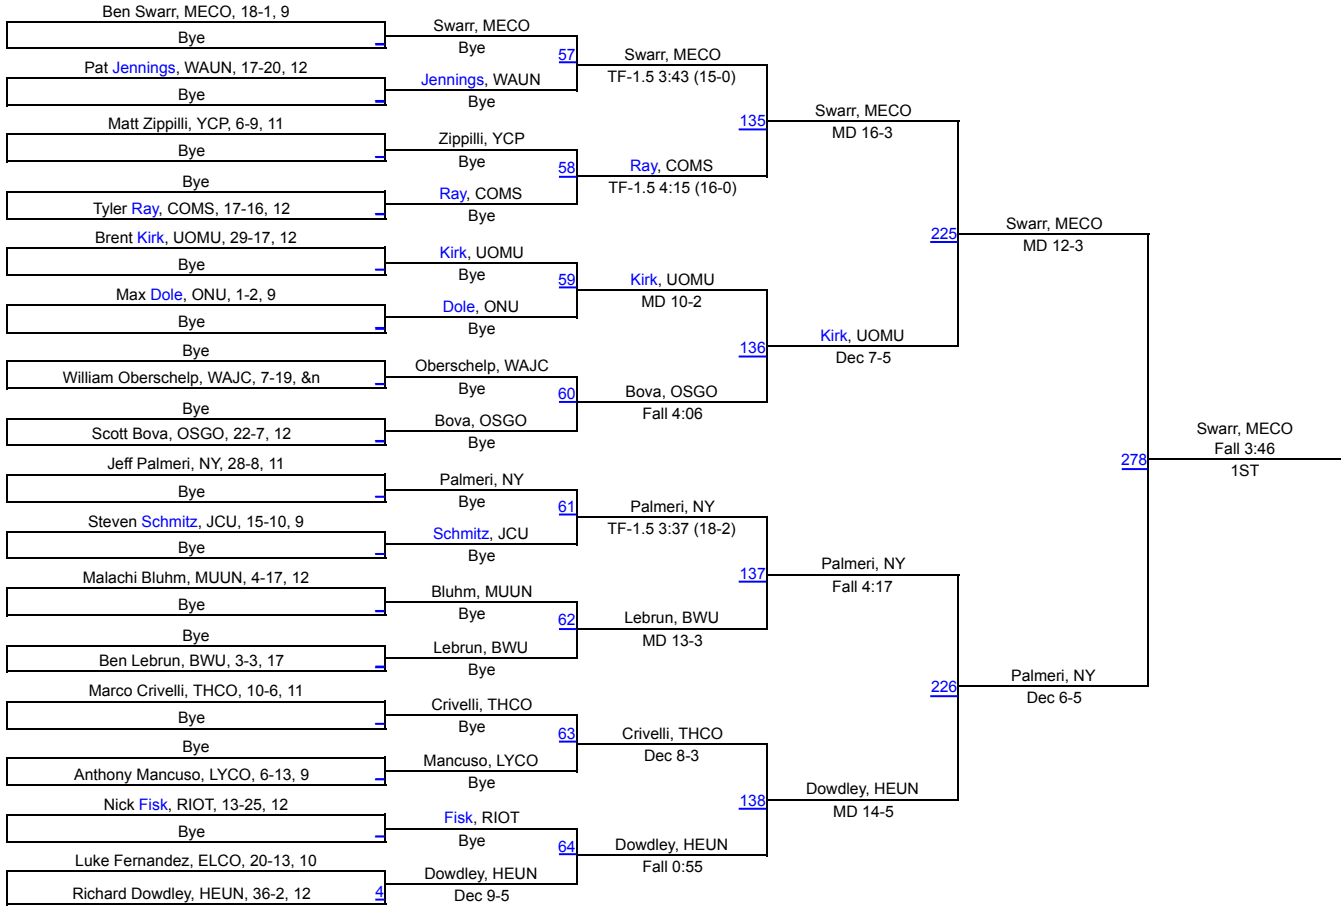 Ben Swarr, MECO, 18-1, 9
Bye
Pat Jennings, WAUN, 17-20, 12
Bye
Matt Zippilli, YCP, 6-9, 11
Bye
Bye
Tyler Ray, COMS, 17-16, 12
Brent Kirk, UOMU, 29-17, 12
Bye
Max Dole, ONU, 1-2, 9
Bye
Bye
William Oberschelp, WAJC, 7-19, &n
Bye
Scott Bova, OSGO, 22-7, 12
Jeff Palmeri, NY, 28-8, 11
Bye
Steven Schmitz, JCU, 15-10, 9
Bye
Malachi Bluhm, MUUN, 4-17, 12
Bye
Bye
Ben Lebrun, BWU, 3-3, 17
Marco Crivelli, THCO, 10-6, 11
Bye
Bye
Anthony Mancuso, LYCO, 6-13, 9
Nick Fisk, RIOT, 13-25, 12
Bye
Luke Fernandez, ELCO, 20-13, 10
Richard Dowdley, HEUN, 36-2, 12
4
Swarr, MECO
Bye
57
Jennings, WAUN
Bye
Zippilli, YCP
Bye
58
Ray, COMS
Bye
Kirk, UOMU
Bye
59
Dole, ONU
Bye
Oberschelp, WAJC
Bye
60
Bova, OSGO
Bye
Palmeri, NY
Bye
61
Schmitz, JCU
Bye
Bluhm, MUUN
Bye
62
Lebrun, BWU
Bye
Crivelli, THCO
Bye
63
Mancuso, LYCO
Bye
Fisk, RIOT
Bye
64
Dowdley, HEUN
Dec 9-5
Swarr, MECO
TF-1.5 3:43 (15-0)
135
Ray, COMS
TF-1.5 4:15 (16-0)
Kirk, UOMU
MD 10-2
136
Bova, OSGO
Fall 4:06
Palmeri, NY
TF-1.5 3:37 (18-2)
137
Lebrun, BWU
MD 13-3
Crivelli, THCO
Dec 8-3
138
Dowdley, HEUN
Fall 0:55
Swarr, MECO
MD 16-3
225
Kirk, UOMU
Dec 7-5
Palmeri, NY
Fall 4:17
226
Dowdley, HEUN
MD 14-5
Swarr, MECO
MD 12-3
278
Palmeri, NY
Dec 6-5
Swarr, MECO
Fall 3:46
1ST